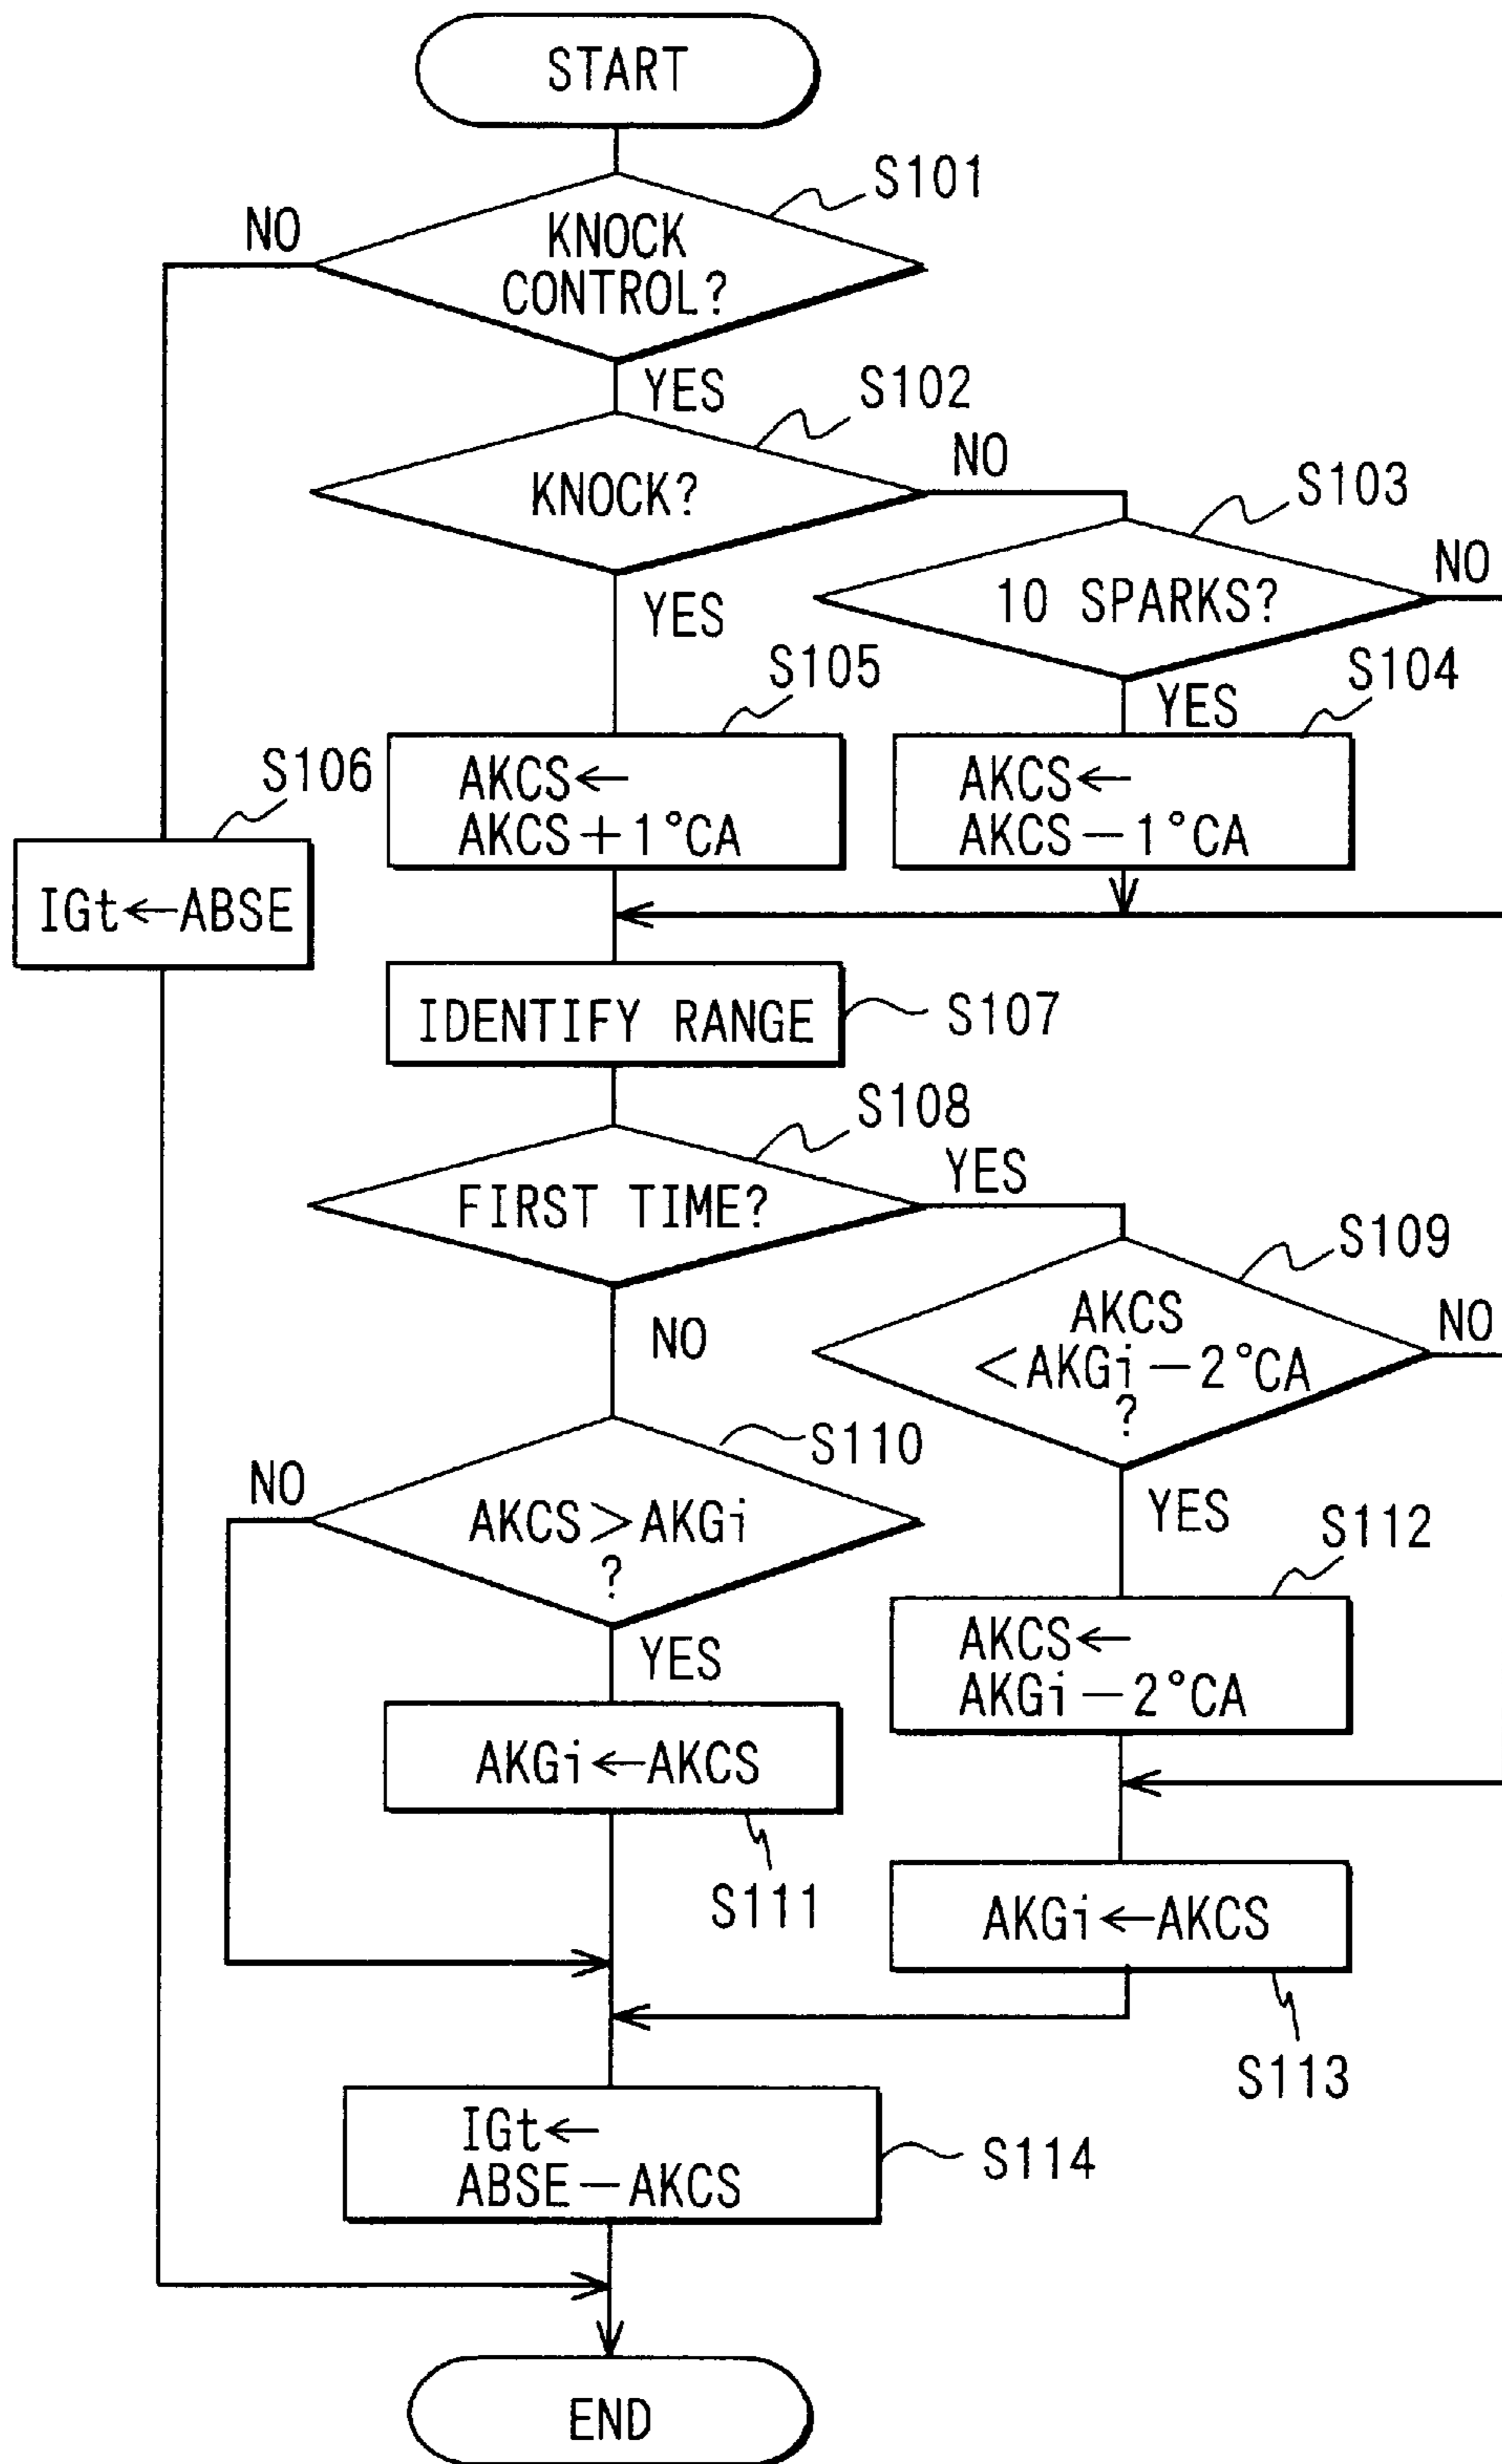 START
S101
NO
KNOCK
CONTROL?
YES
S102
KNOCK?
NO
S103
10 SPARKS?
NO
YES
S105
YES
S104
AKCS←
AKCS+1°CA
AKCS←
AKCS−1°CA
S106
IGt←ABSE
IDENTIFY RANGE
S107
S108
FIRST TIME?
YES
S109
NO
AKCS
<AKGi−2°CA
?
NO
S110
NO
AKCS>AKGi
?
YES
S112
YES
AKCS←
AKGi−2°CA
AKGi←AKCS
S111
AKGi←AKCS
S113
IGt←
ABSE−AKCS
S114
END